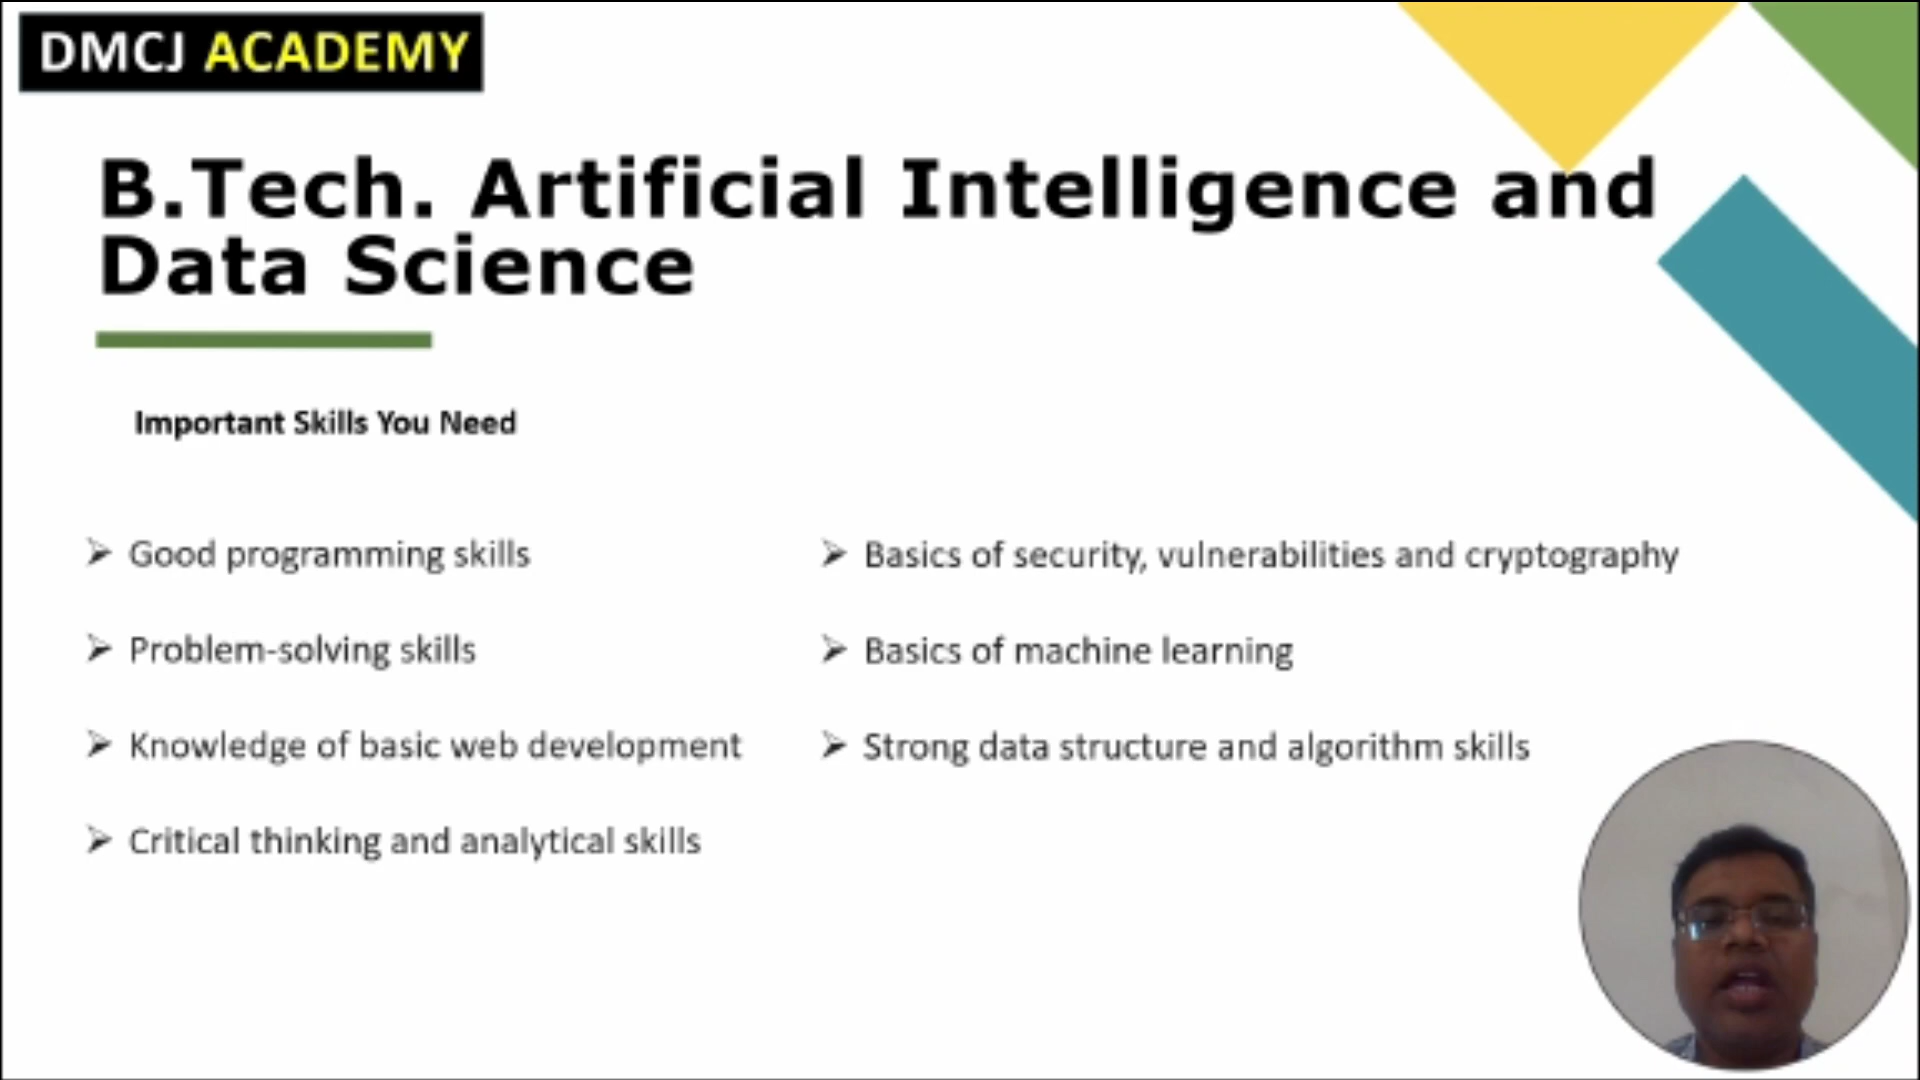 DMCJ ACADEMY
B.Tech. Artificial Intelligence and
Data Science
Important Skills You Need
➢ Good programming skills
➢ Problem-solving skills
➢ Knowledge of basic web development
➢ Critical thinking and analytical skills
➢ Basics of security, vulnerabilities and cryptography
➢ Basics of machine learning
➢ Strong data structure and algorithm skills